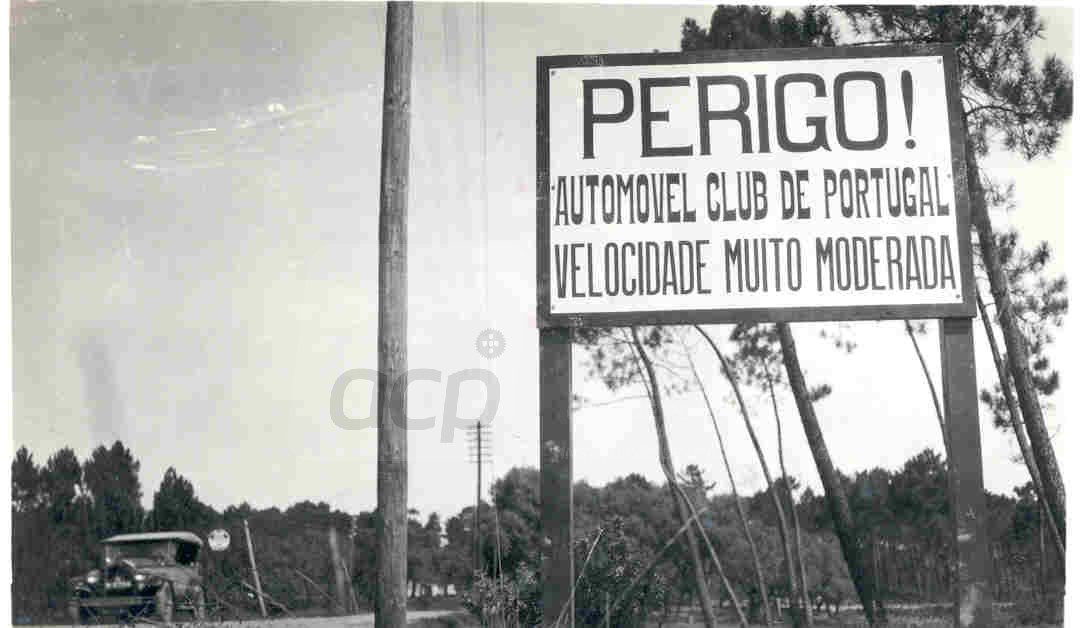 PERIGO!
AUTOMOVEL CLUB DE PORTUGAL
VELOCIDADE MUITO MODERADA
acp